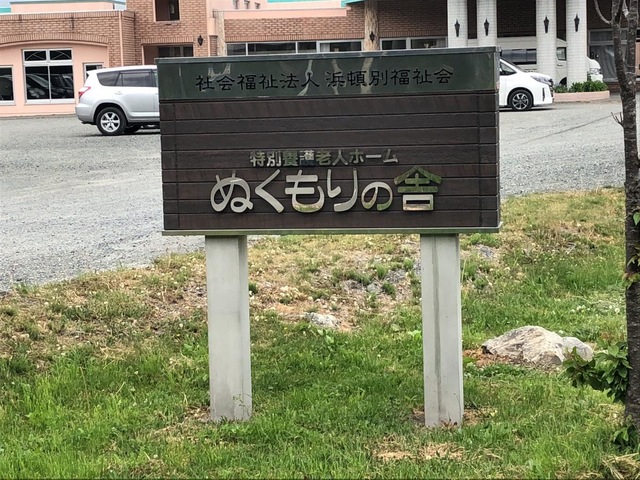 社会福祉法人 浜頓別福祉会
特別養護老人ホーム
ぬくもりの舎